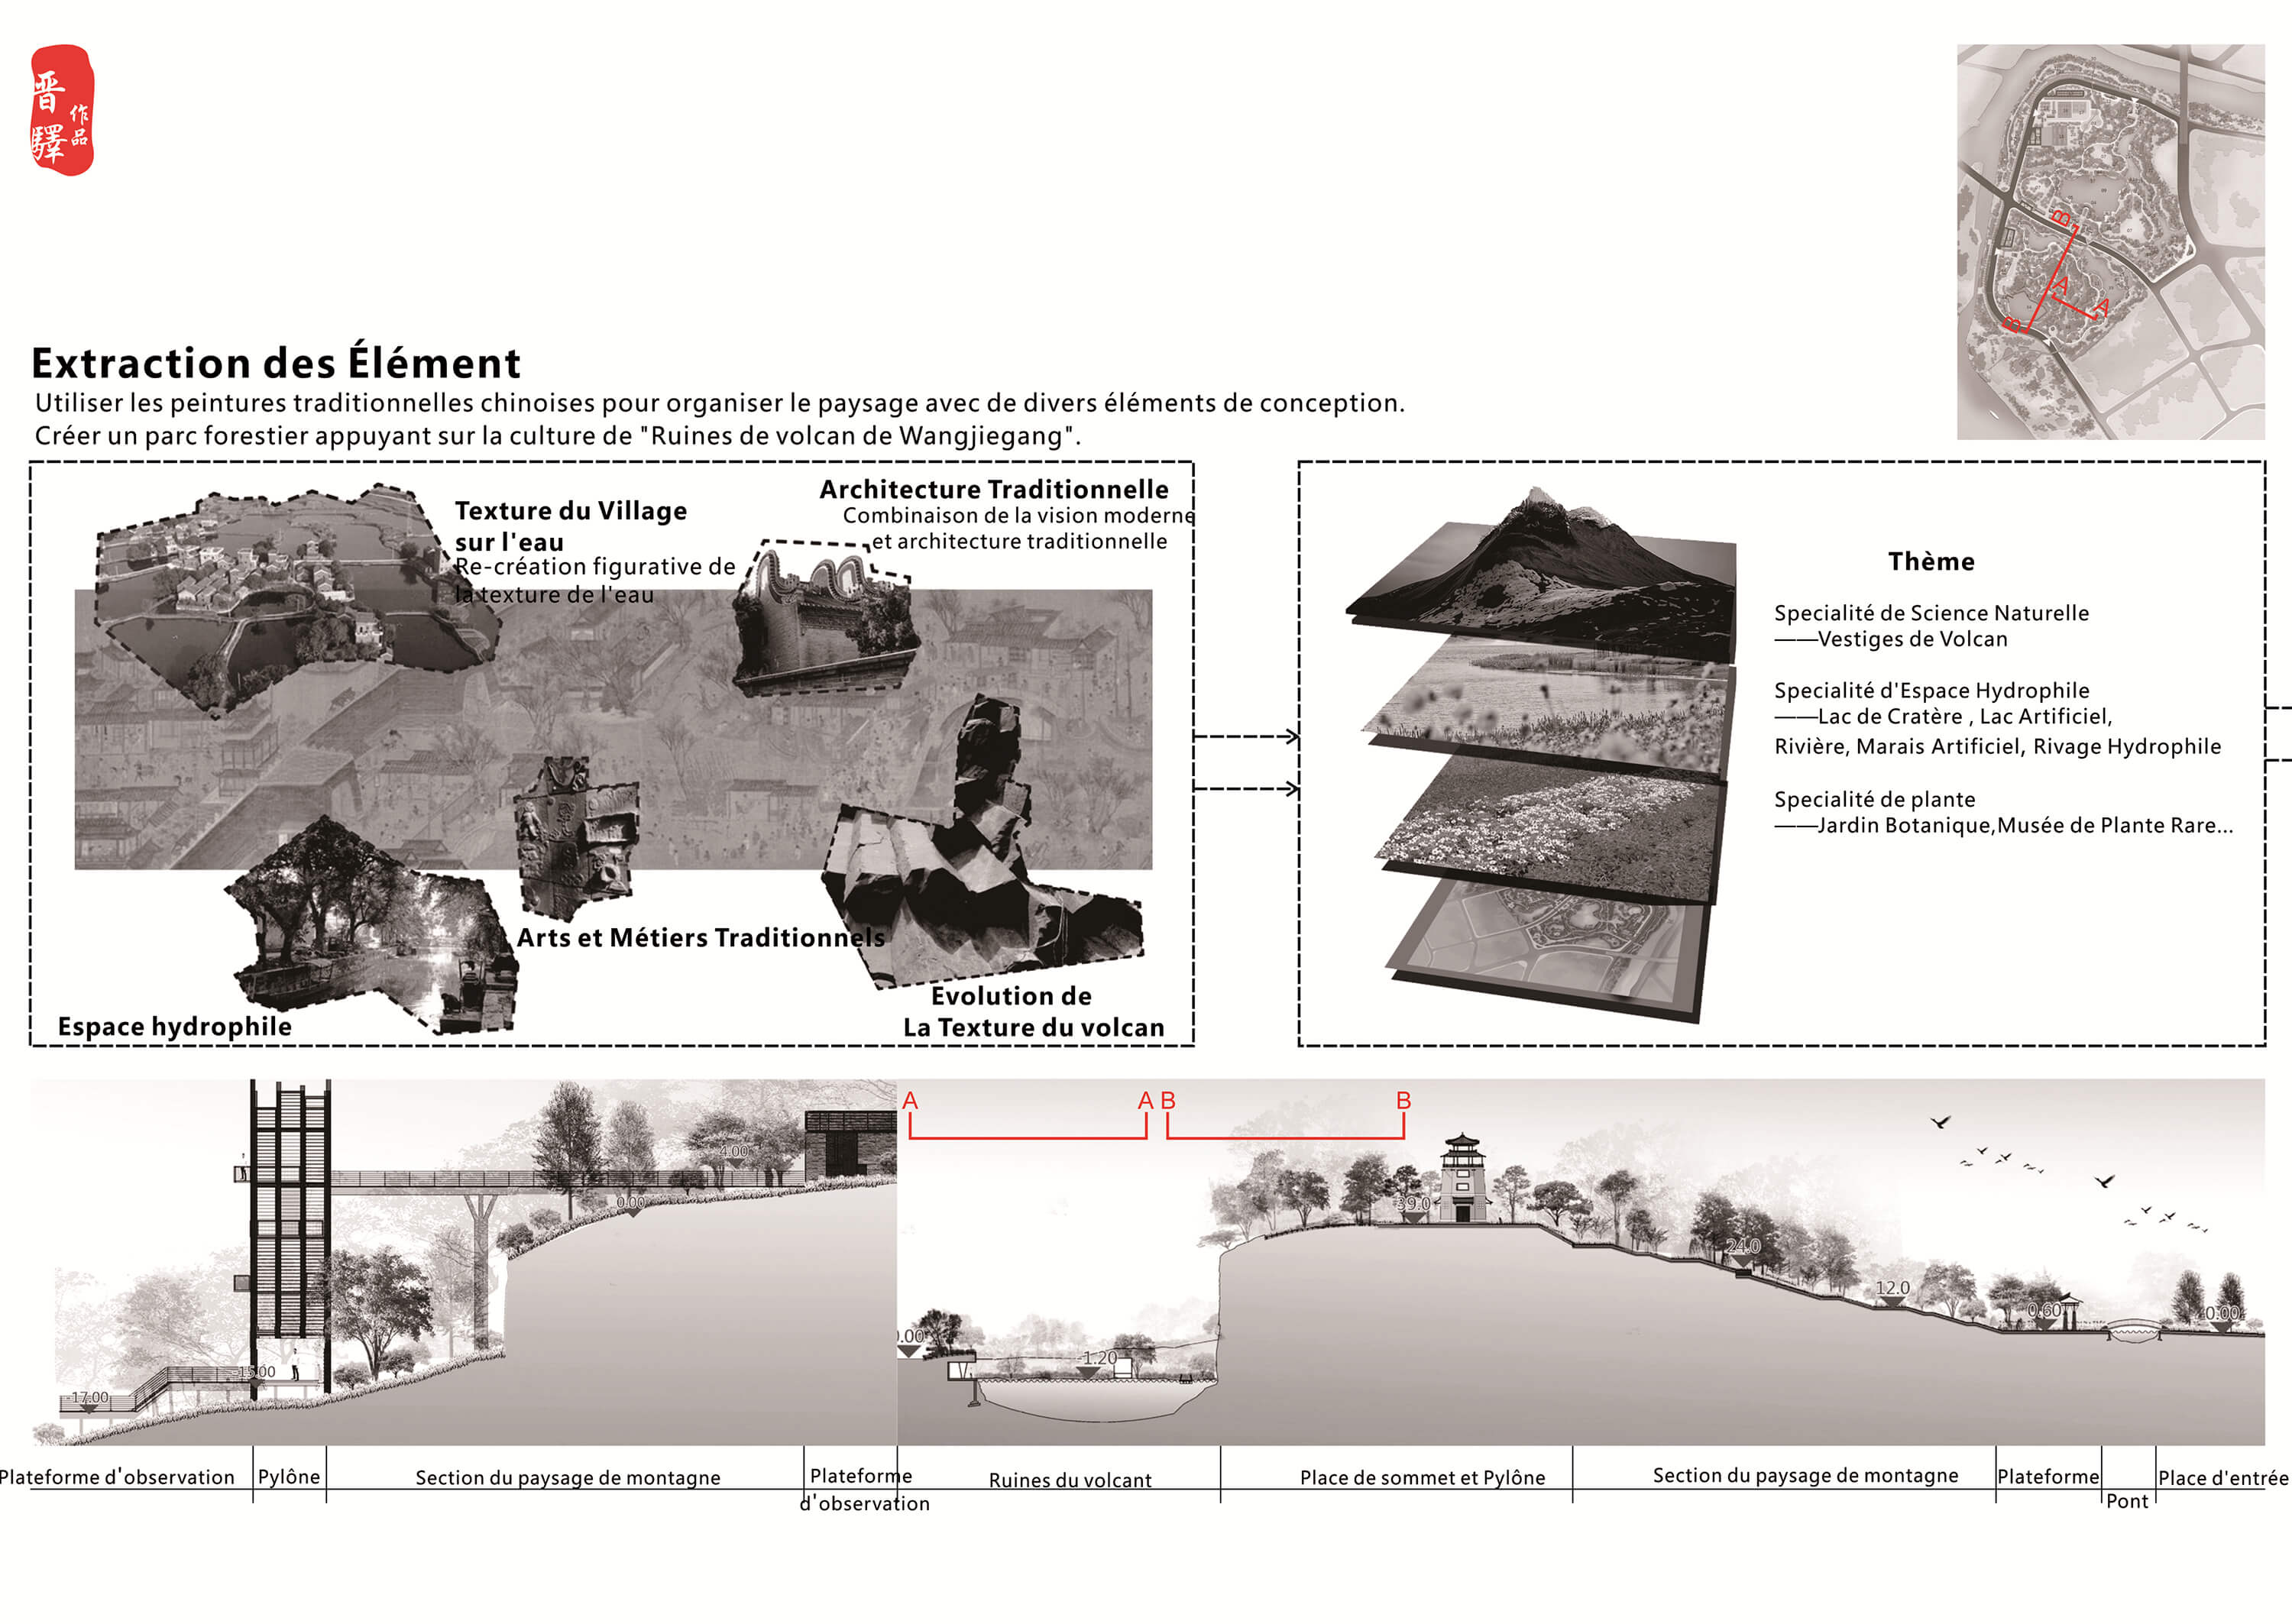 晋驿
作品
B
A
A
B
Extraction des Élément
Utiliser les peintures traditionnelles chinoises pour organiser le paysage avec de divers éléments de conception.
Créer un parc forestier appuyant sur la culture de "Ruines de volcan de Wangjiegang".
Texture du Village
sur l'eau
Re-création figurative de
la texture de l'eau
Architecture Traditionnelle
Combinaison de la vision moderne
et architecture traditionnelle
Arts et Métiers Traditionnels
Espace hydrophile
Evolution de
La Texture du volcan
Thème
Specialité de Science Naturelle
——Vestiges de Volcan
Specialité d'Espace Hydrophile
——Lac de Cratère , Lac Artificiel,
Rivière, Marais Artificiel, Rivage Hydrophile
Specialité de plante
——Jardin Botanique,Musée de Plante Rare...
A A B B
4.00
0.00
-15.00
-17.00
0.00
-1.20
39.0
24.0
12.0
0.60
0.00
Plateforme d'observation
Pylône
Section du paysage de montagne
Plateforme
d'observation
Ruines du volcant
Place de sommet et Pylône
Section du paysage de montagne
Plateforme
Pont
Place d'entrée